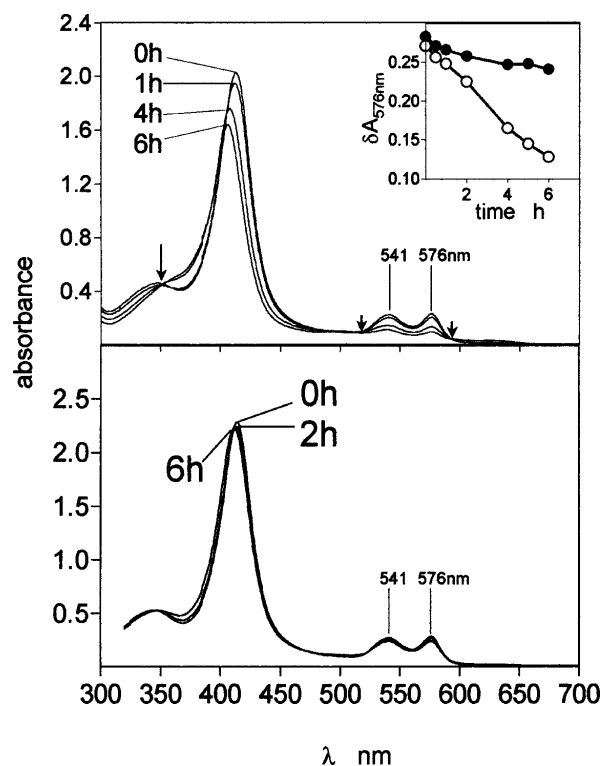 2.4
2.0
1.6
1.2
0.8
0.4
0h
1h
4h
6h
541 576nm
0.25
0.20
0.15
0.10
δA576nm
2 4 6
time h
absorbance
2.5
2.0
1.5
1.0
0.5
0h
2h
6h
541 576nm
300 350 400 450 500 550 600 650 700
λ nm